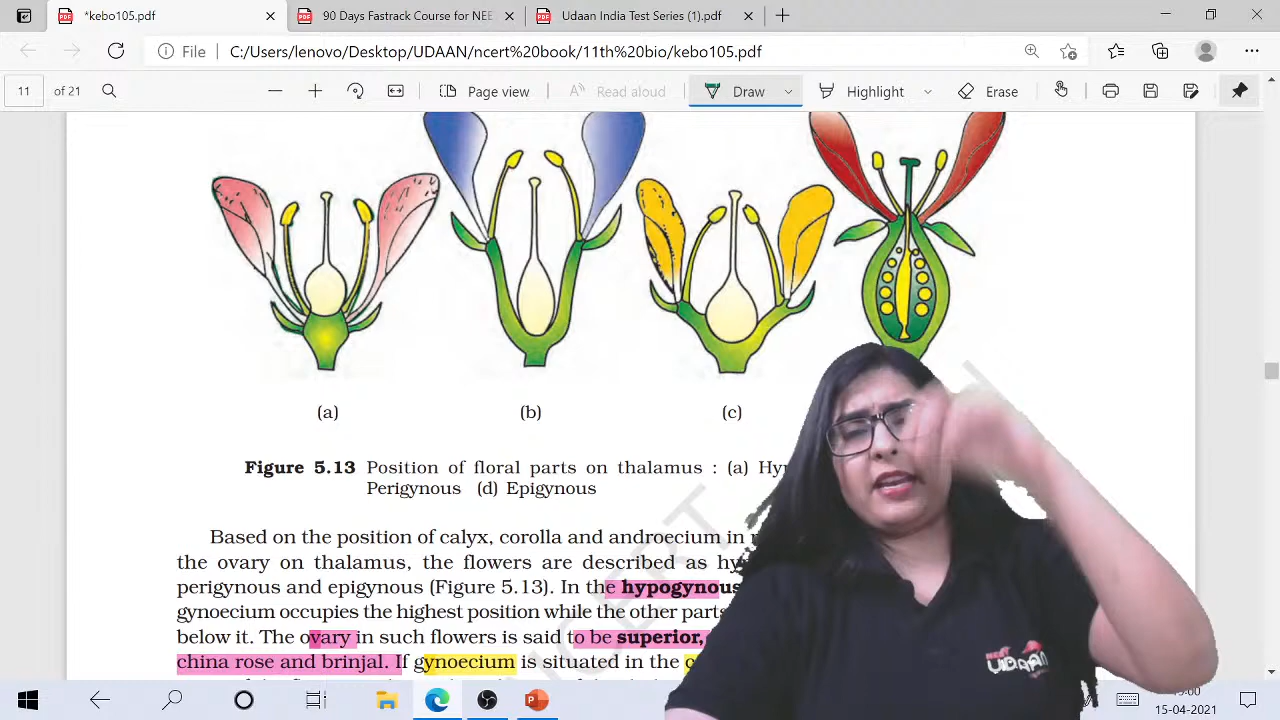 *kebo105.pdf
90 Days Fastrack Course for NEE
Udaan India Test Series (1).pdf
File
C:/Users/lenovo/Desktop/UDAAN/ncert%20book/11th%20bio/kebo105.pdf
11 of 21
Page view
Read aloud
Draw
Highlight
Erase
(a)
(b)
(c)
Figure 5.13 Position of floral parts on thalamus : (a) Hy
Perigynous (d) Epigynous
Based on the position of calyx, corolla and androecium in
the ovary on thalamus, the flowers are described as hy
perigynous and epigynous (Figure 5.13). In the hypogynous
gynoecium occupies the highest position while the other parts
below it. The ovary in such flowers is said to be superior,
china rose and brinjal. If gynoecium is situated in the
NCERT
UDAAN
15-04-2021